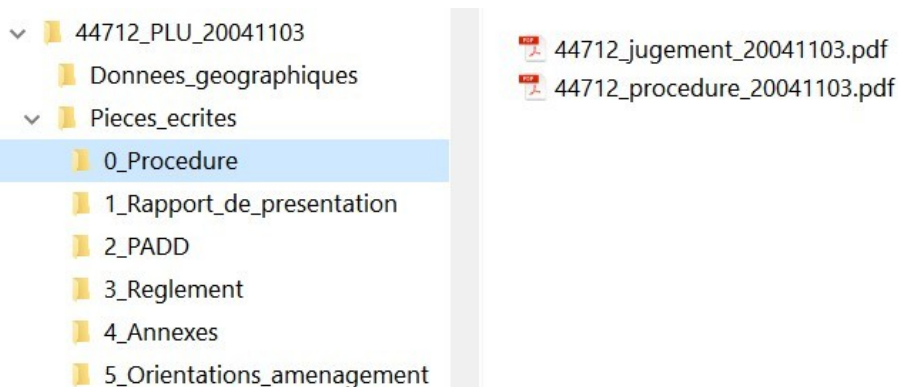 44712_PLU_20041103
Donnees_geographiques
Pieces_ecrites
0_Procedure
1_Rapport_de_presentation
2_PADD
3_Reglement
4_Annexes
5_Orientations_amenagement
44712_jugement_20041103.pdf
44712_procedure_20041103.pdf